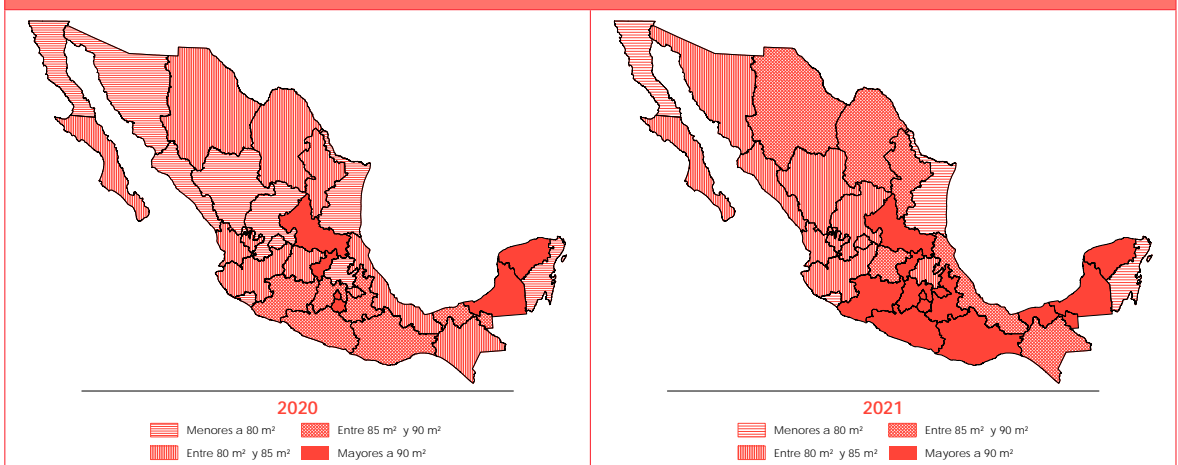 2020
Menores a 80 m²
Entre 85 m² y 90 m²
Entre 80 m² y 85 m²
Mayores a 90 m²
2021
Menores a 80 m²
Entre 85 m² y 90 m²
Entre 80 m² y 85 m²
Mayores a 90 m²